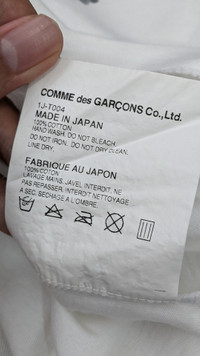 COMME des GARÇONS Co.,Ltd.
1J-T004
MADE IN JAPAN
100%COTTON
HAND WASH. DO NOT BLEACH.
DO NOT IRON. DO NOT DRY CLEAN.
LINE DRY.
FABRIQUE AU JAPON
100%COTON
LAVAGE MAINS. JAVEL INTERDIT. NE
PAS REPASSER. INTERDIT NETTOYAGE
A SEC. SECHAGE A L'OMBRE.